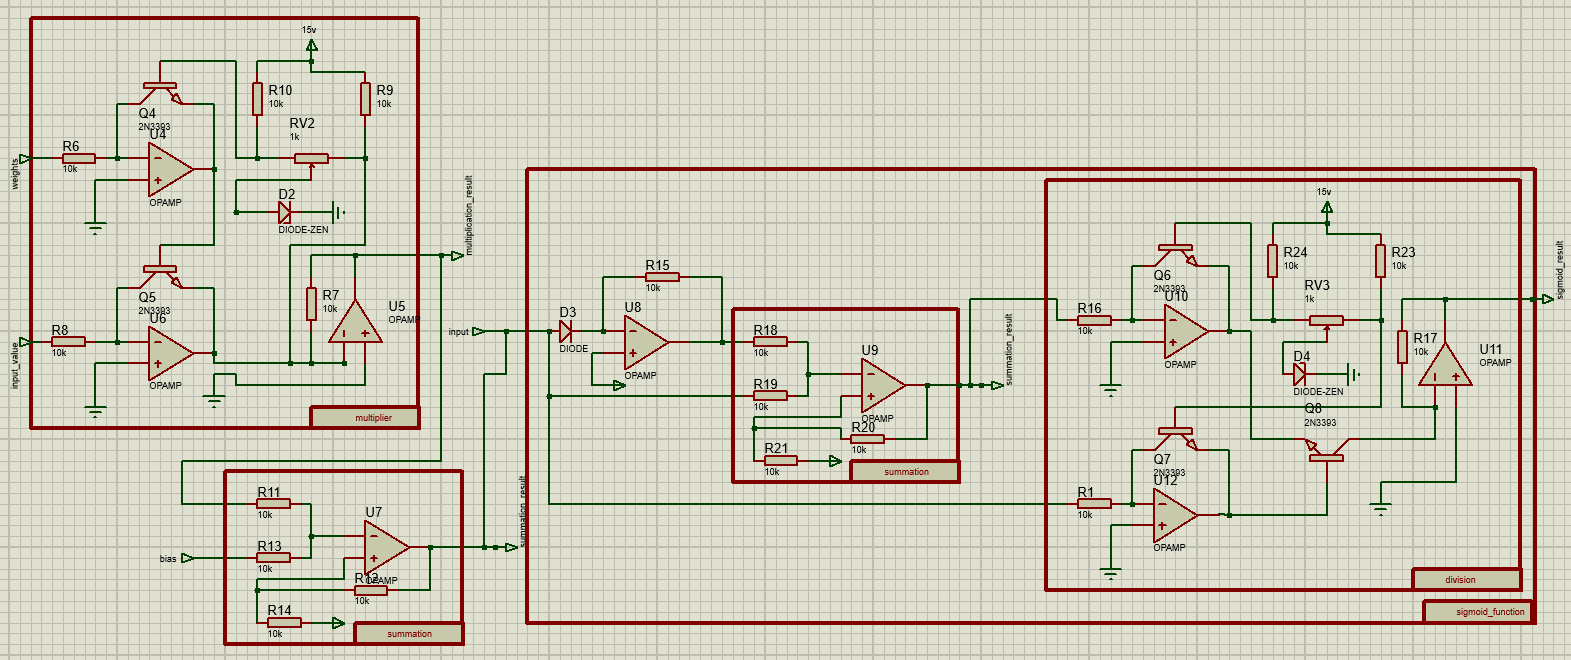 15v
R10
10k
R9
10k
Q4
2N3393
U4
OPAMP
R6
10k
weights
RV2
1k
D2
DIODE-ZEN
multiplication_result
Q5
2N3393
U6
OPAMP
R8
10k
input_value
R7
10k
U5
OPAMP
multiplier
R11
10k
R13
10k
bias
U7
OPAMP
R12
10k
R14
10k
summation
summation_result
input
D3
DIODE
R15
10k
U8
OPAMP
R18
10k
R19
10k
U9
OPAMP
R20
10k
R21
10k
summation
summation_result
15v
R24
10k
R23
10k
Q6
2N3393
U10
OPAMP
R16
10k
RV3
1k
D4
DIODE-ZEN
Q8
2N3393
R17
10k
U11
OPAMP
Q7
2N3393
U12
OPAMP
R1
10k
division
sigmoid_function
sigmoid_result